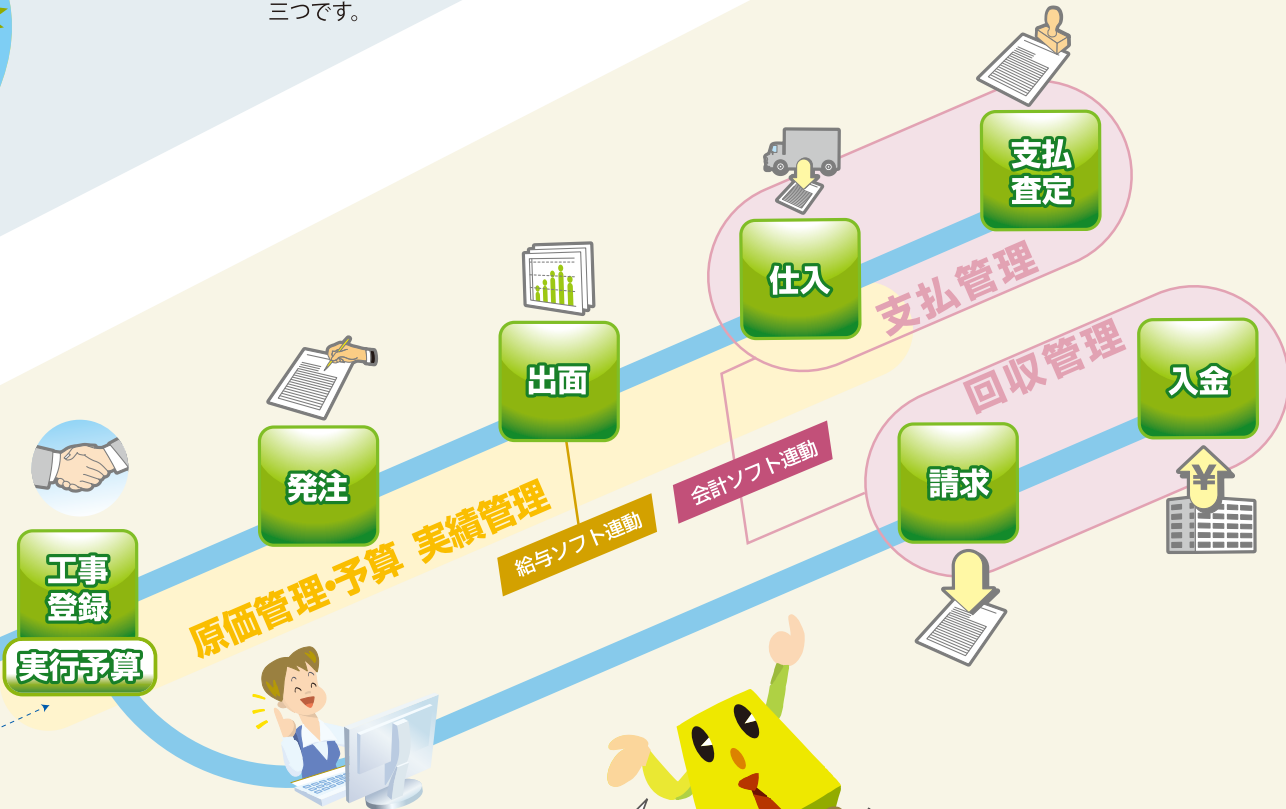 三つです。
支払
査定
仕入
支払管理
出面
入金
回収管理
発注
請求
会計ソフト連動
給与ソフト連動
原価管理・予算 実績管理
工事
登録
実行予算
¥